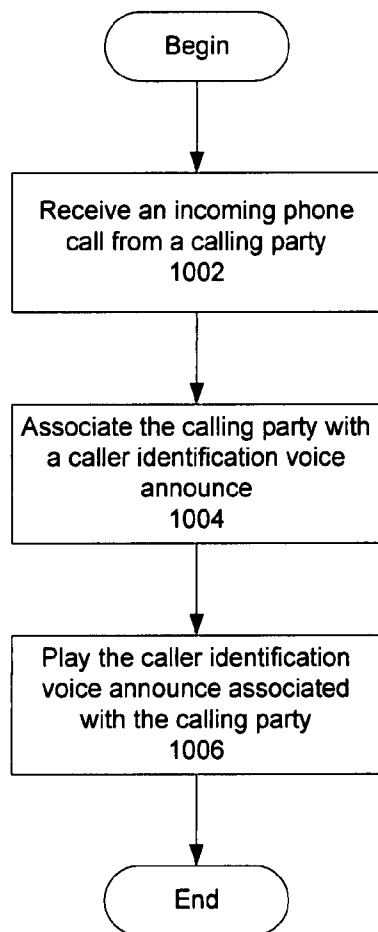 Begin
Receive an incoming phone
call from a calling party
1002
Associate the calling party with
a caller identification voice
announce
1004
Play the caller identification
voice announce associated
with the calling party
1006
End